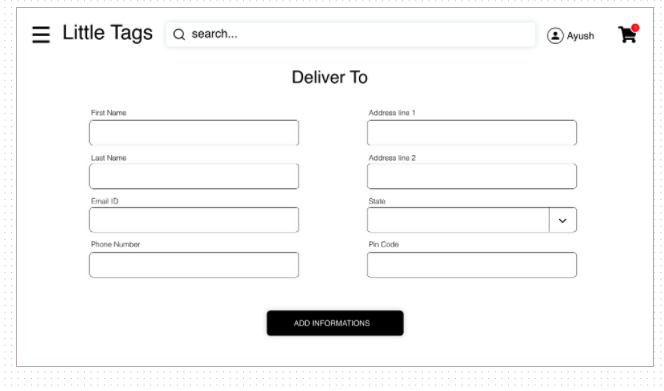 Little Tags
search...
Ayush
Deliver To
First Name
Address line 1
Last Name
Address line 2
Email ID
State
Phone Number
Pin Code
ADD INFORMATIONS